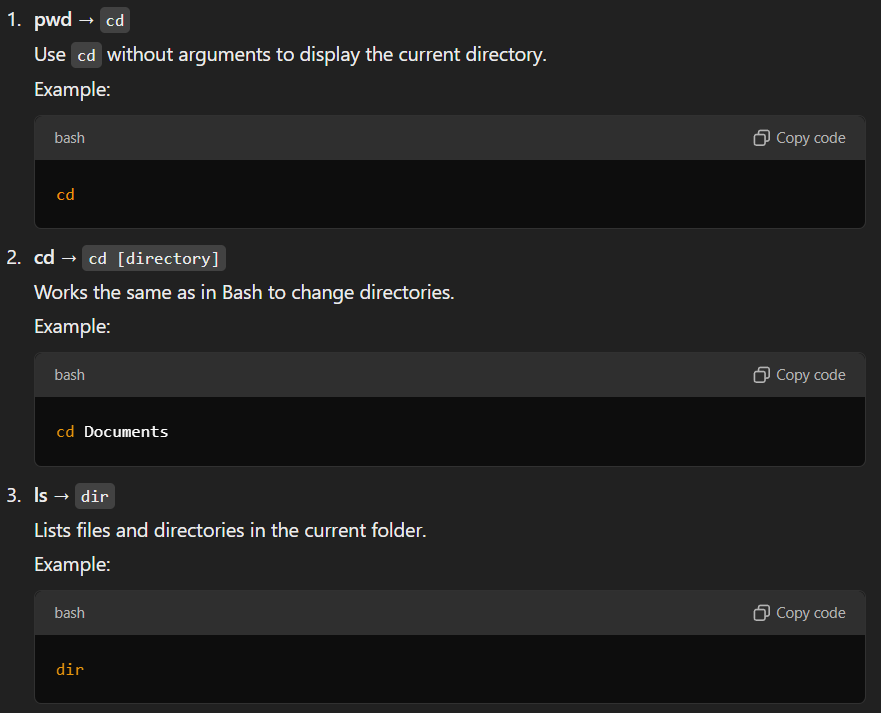 1. pwd → cd
Use cd without arguments to display the current directory.
Example:
bash Copy code
cd
2. cd → cd [directory]
Works the same as in Bash to change directories.
Example:
bash Copy code
cd Documents
3. ls → dir
Lists files and directories in the current folder.
Example:
bash Copy code
dir